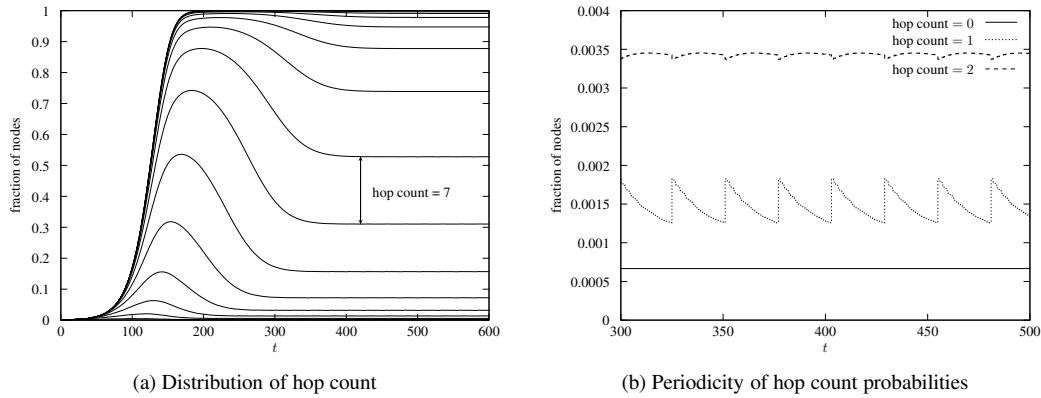 1
0.9
0.8
0.7
0.6
0.5
0.4
0.3
0.2
0.1
0
fraction of nodes
hop count = 7
0 100 200 300 400 500 600
t
(a) Distribution of hop count
0.004
0.0035
0.003
0.0025
0.002
0.0015
0.001
0.0005
0
fraction of nodes
hop count = 0
hop count = 1
hop count = 2
300 350 400 450 500
t
(b) Periodicity of hop count probabilities